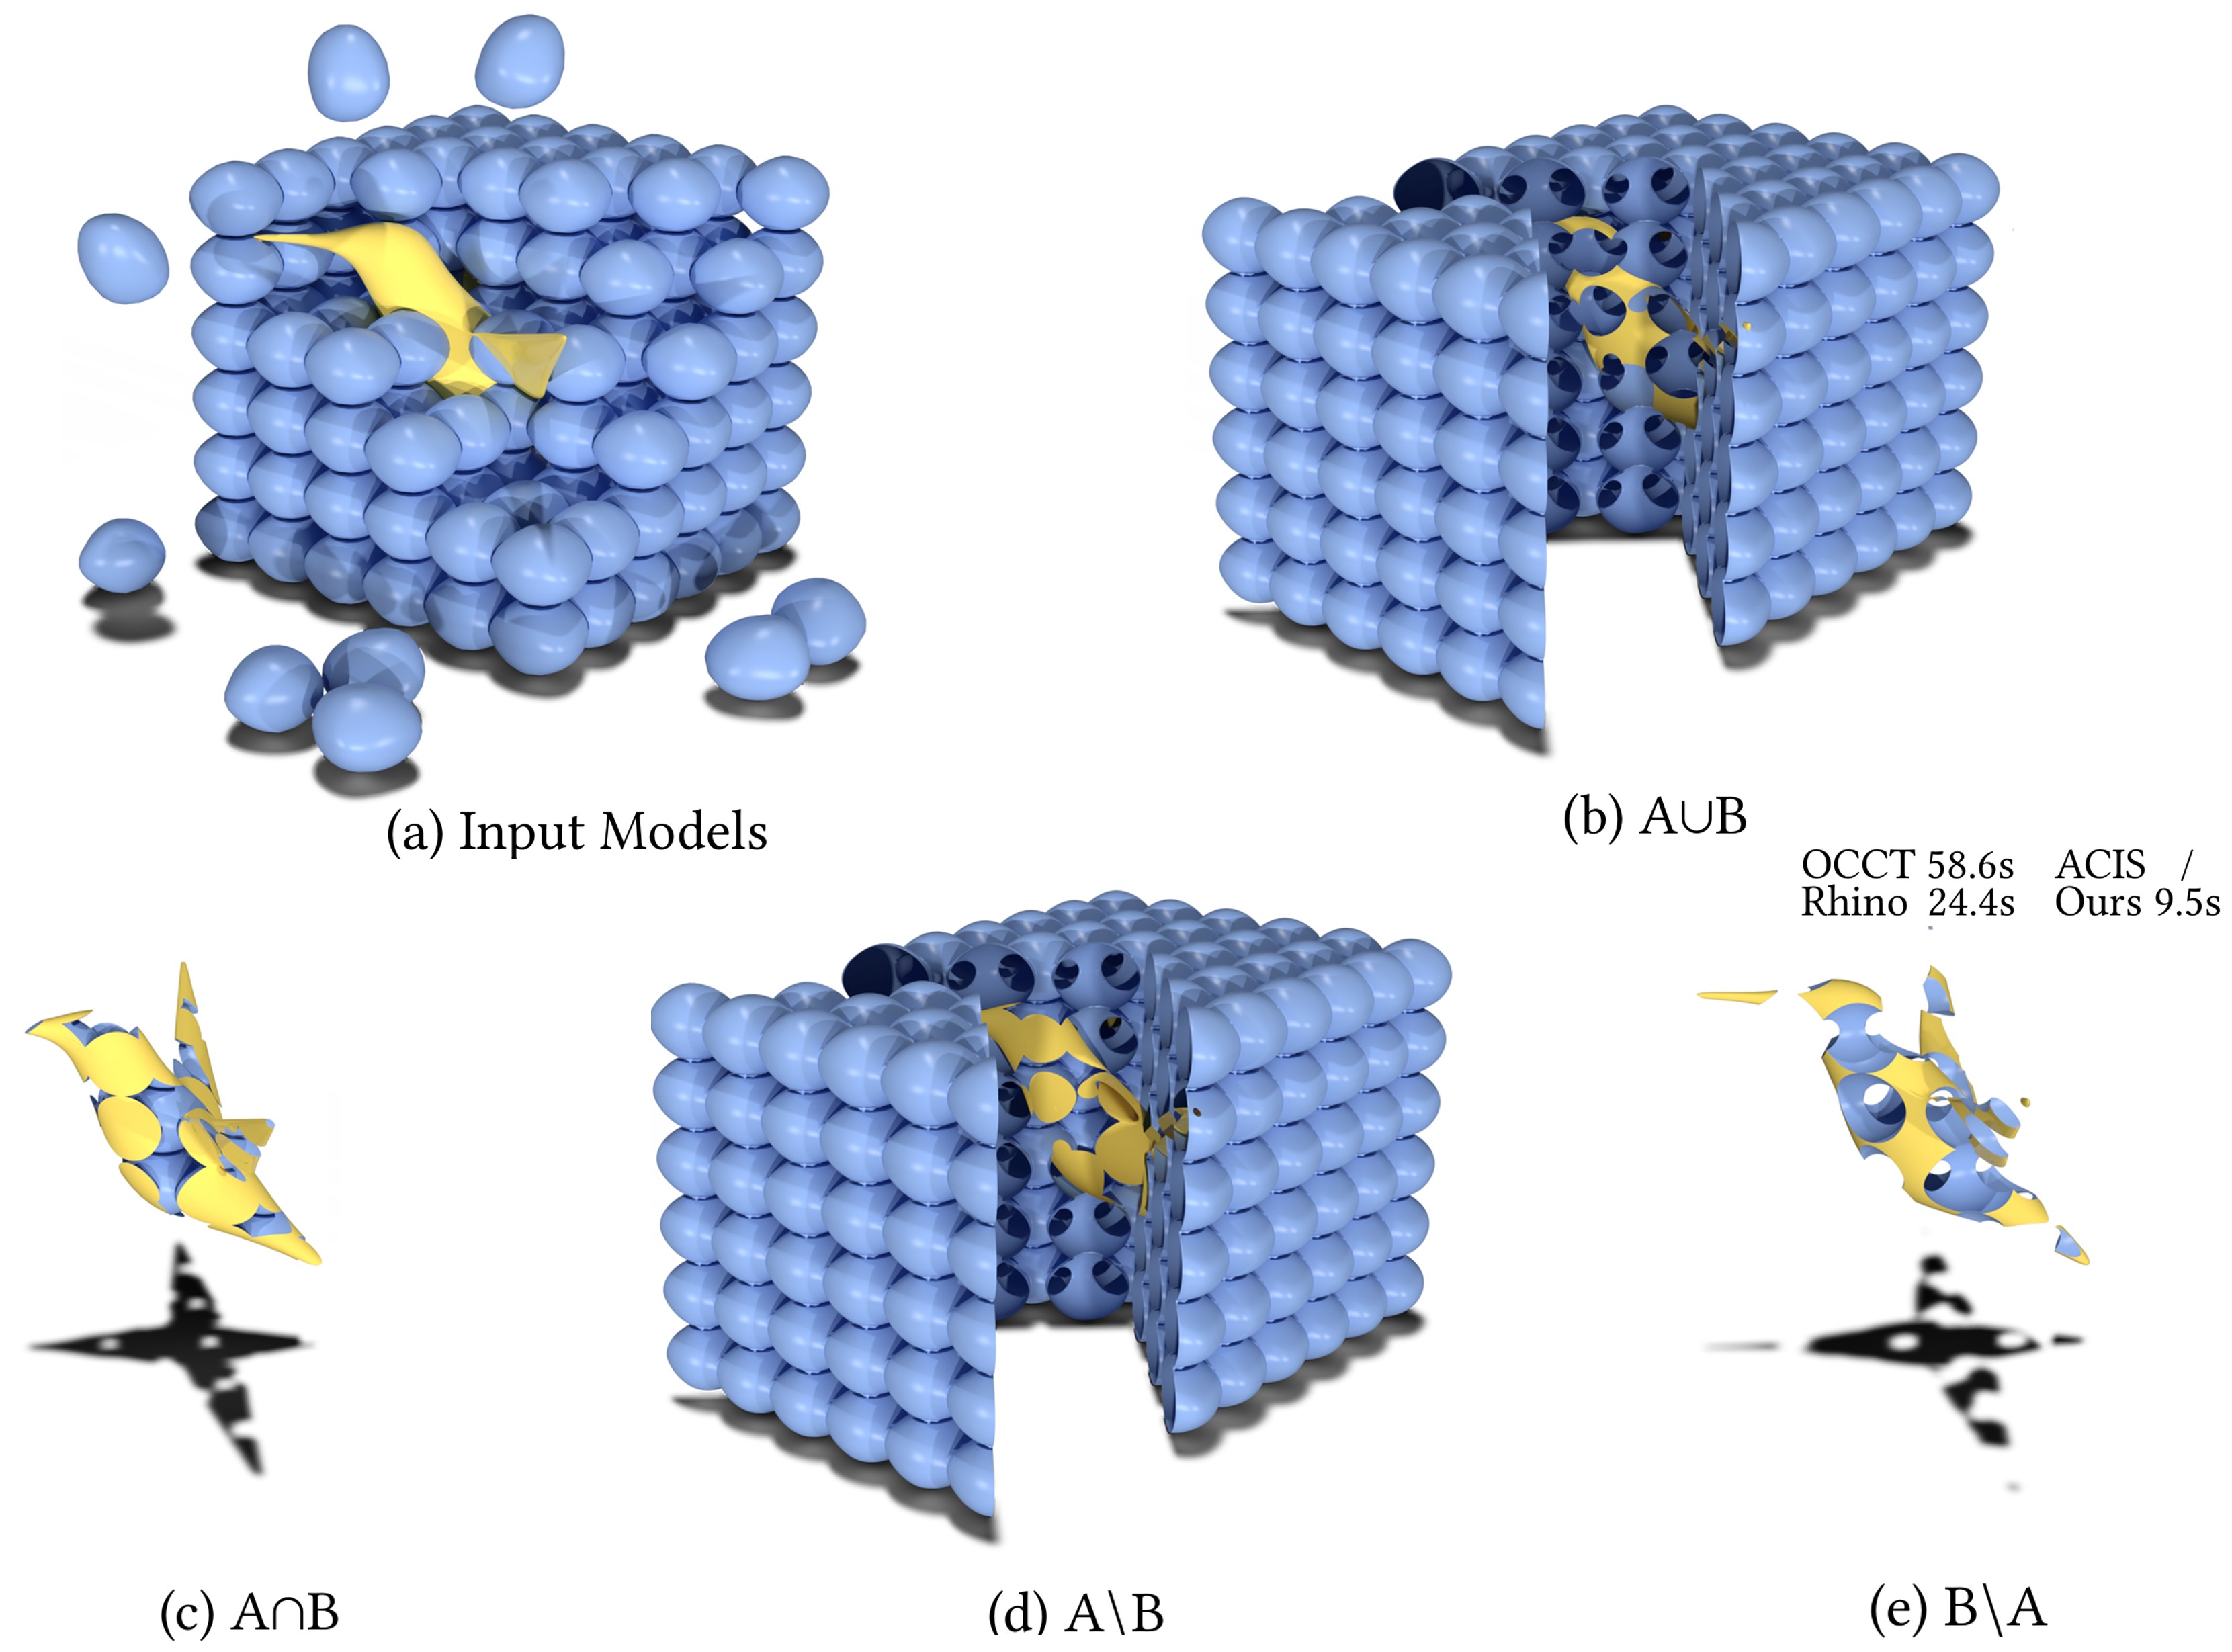 (a) Input Models
(b) A∪B
OCCT 58.6s ACIS /
Rhino 24.4s Ours 9.5s
(c) A∩B
(d) A\B
(e) B\A